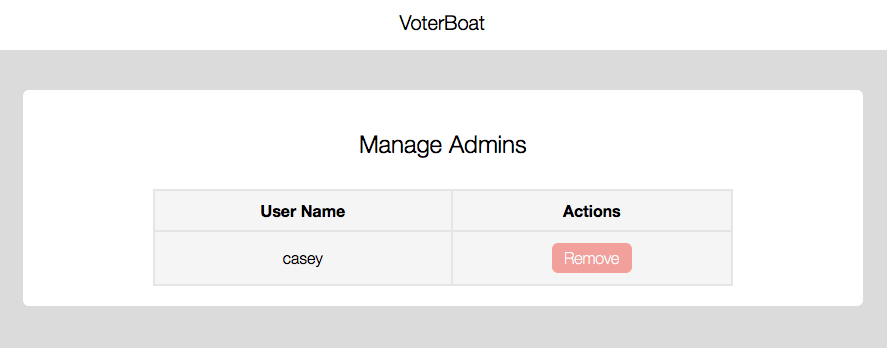 VoterBoat
Manage Admins
User Name Actions
casey Remove